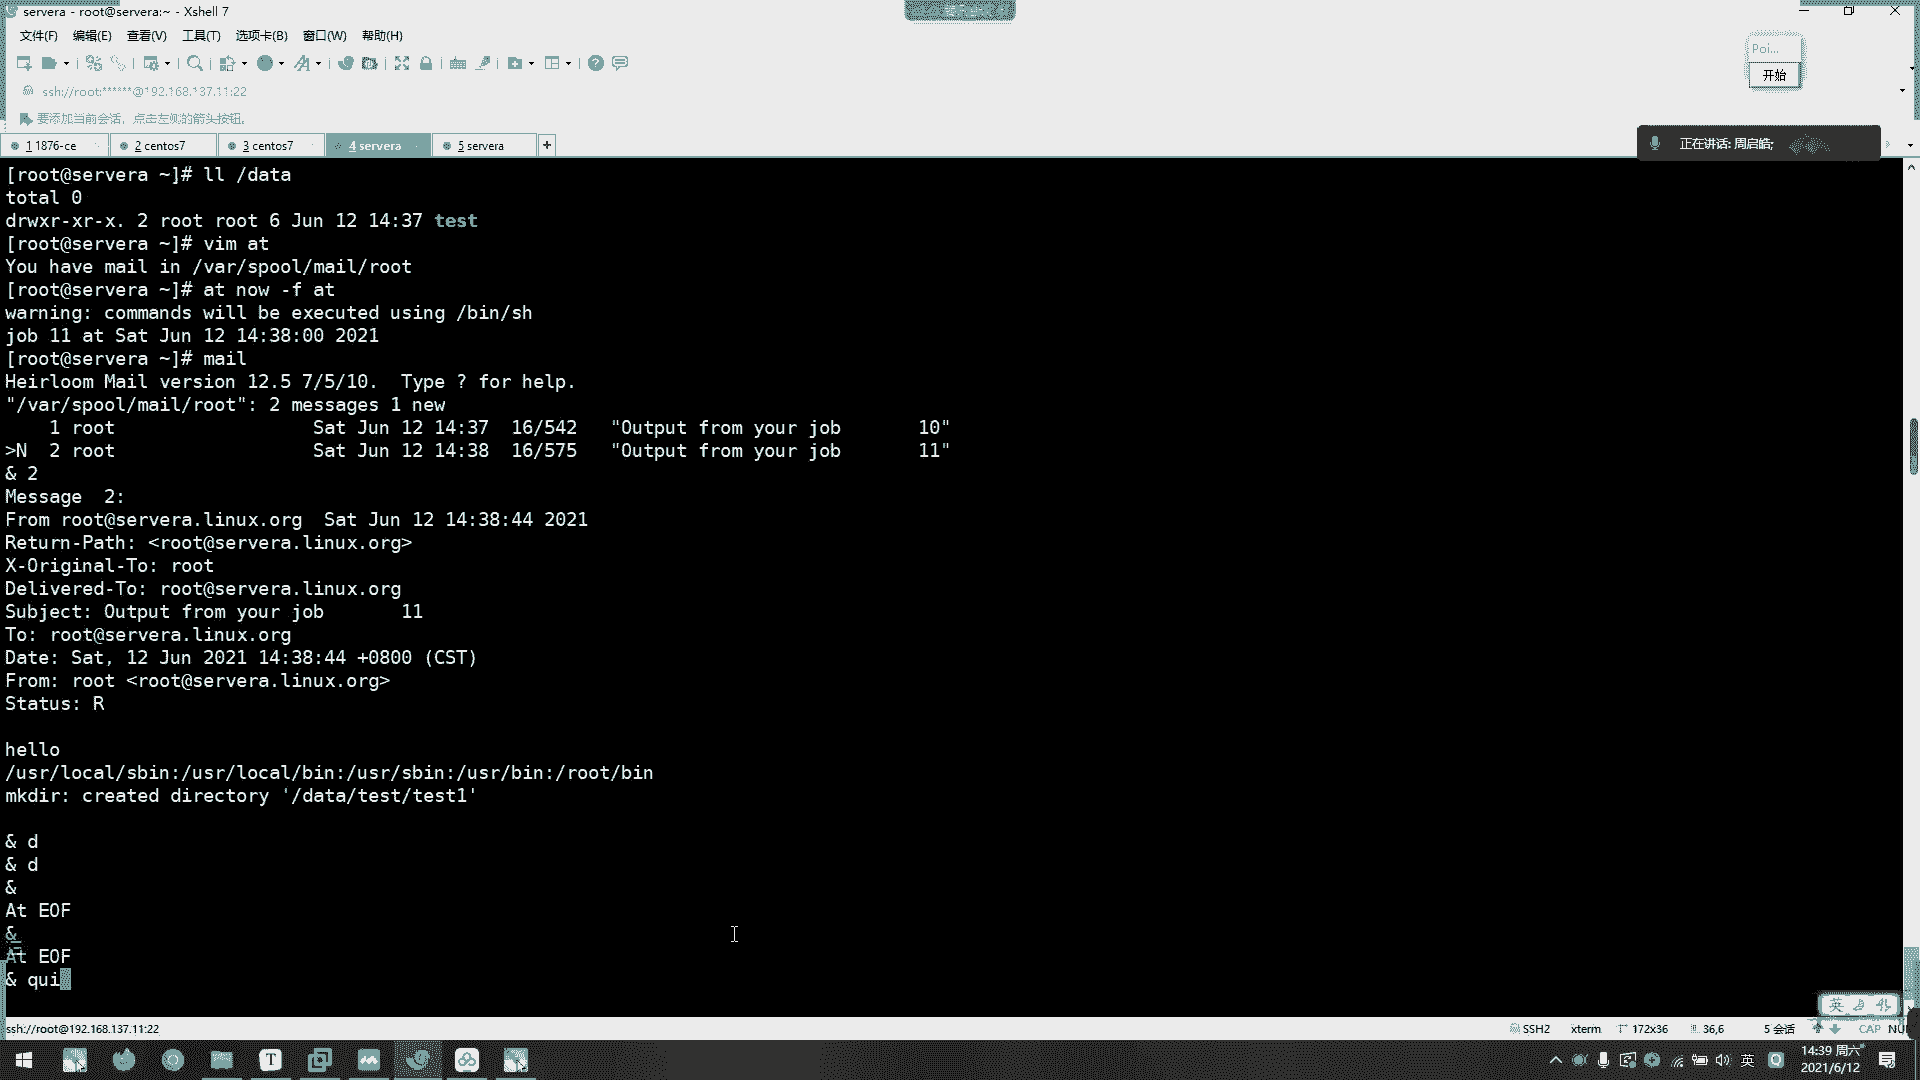 servera - root@servera:~ - Xshell 7
文件(F) 编辑(E) 查看(V) 工具(T) 选项卡(B) 窗口(W) 帮助(H)
Poi...
开始
ssh://root:******@192.168.137.11:22
要添加当前会话，点击左侧的箭头按钮。
1 1876-ce 2 centos7 3 centos7 4 servera 5 servera +
正在讲话: 周启皓;
[root@servera ~]# ll /data
total 0
drwxr-xr-x. 2 root root 6 Jun 12 14:37 test
[root@servera ~]# vim at
You have mail in /var/spool/mail/root
[root@servera ~]# at now -f at
warning: commands will be executed using /bin/sh
job 11 at Sat Jun 12 14:38:00 2021
[root@servera ~]# mail
Heirloom Mail version 12.5 7/5/10.  Type ? for help.
"/var/spool/mail/root": 2 messages 1 new
    1 root                  Sat Jun 12 14:37  16/542   "Output from your job       10"
>N  2 root                  Sat Jun 12 14:38  16/575   "Output from your job       11"
& 2
Message  2:
From root@servera.linux.org  Sat Jun 12 14:38:44 2021
Return-Path: <root@servera.linux.org>
X-Original-To: root
Delivered-To: root@servera.linux.org
Subject: Output from your job       11
To: root@servera.linux.org
Date: Sat, 12 Jun 2021 14:38:44 +0800 (CST)
From: root <root@servera.linux.org>
Status: R
hello
/usr/local/sbin:/usr/local/bin:/usr/sbin:/usr/bin:/root/bin
mkdir: created directory '/data/test/test1'
& d
& d
&
At EOF
&
At EOF
& qui
英
ssh://root@192.168.137.11:22 SSH2 xterm 172x36 36,6 5 会话 CAP NUM
英 14:39 周六
2021/6/12